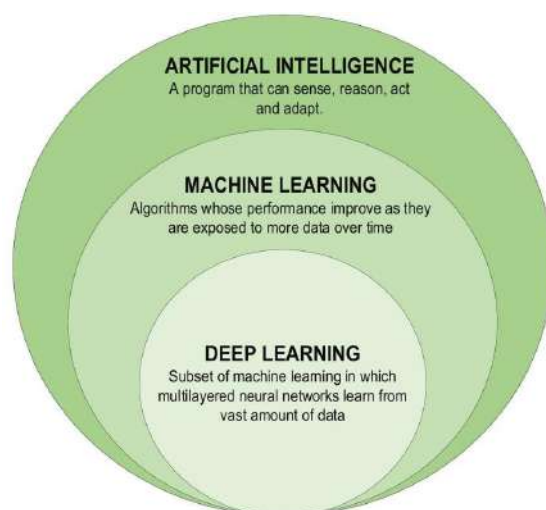 ARTIFICIAL INTELLIGENCE
A program that can sense, reason, act
and adapt.
MACHINE LEARNING
Algorithms whose performance improve as they
are exposed to more data over time
DEEP LEARNING
Subset of machine learning in which
multilayered neural networks learn from
vast amount of data